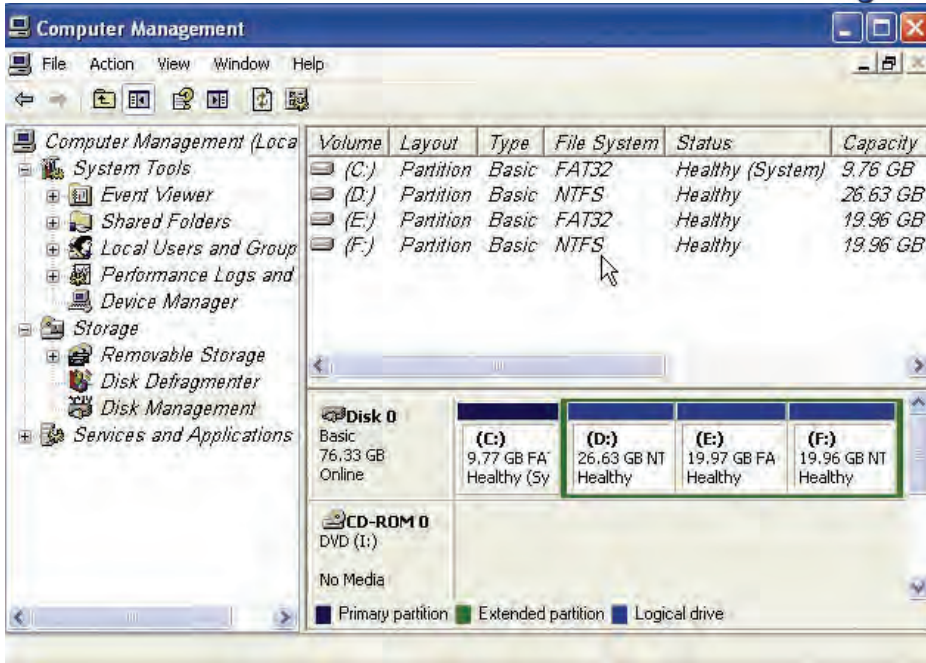 Computer Management
File Action View Window Help
Computer Management (Loca
System Tools
Event Viewer
Shared Folders
Local Users and Group
Performance Logs and
Device Manager
Storage
Removable Storage
Disk Defragmenter
Disk Management
Services and Applications
Volume Layout Type File System Status Capacity
(C:) Partition Basic FAT32 Healthy (System) 9.76 GB
(D:) Partition Basic NTFS Healthy 26.63 GB
(E:) Partition Basic FAT32 Healthy 19.96 GB
(F:) Partition Basic NTFS Healthy 19.96 GB
Disk 0
Basic
76.33 GB
Online
(C:)
9.77 GB FA
Healthy (Sy
(D:)
26.63 GB NT
Healthy
(E:)
19.97 GB FA
Healthy
(F:)
19.96 GB NT
Healthy
CD-ROM 0
DVD (I:)
No Media
Primary partition Extended partition Logical drive